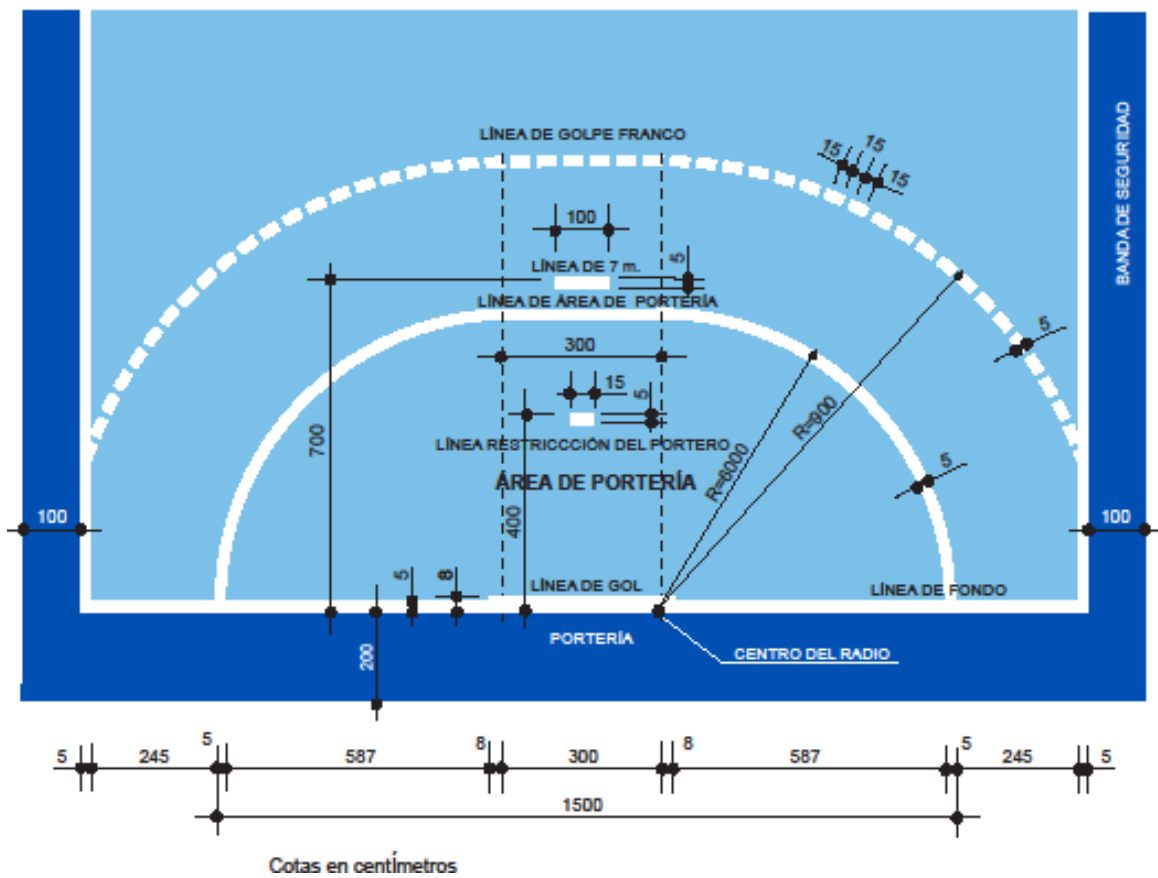 LÍNEA DE GOLPE FRANCO
15
15
15
BANDA DE SEGURIDAD
100
5
LÍNEA DE 7 m.
LÍNEA DE ÁREA DE PORTERÍA
300
5
15
5
700
LÍNEA RESTRICCCIÓN DEL PORTERO
ÁREA DE PORTERÍA
R=6000
R=900
5
400
100
100
5
8
LÍNEA DE GOL
LÍNEA DE FONDO
PORTERÍA
200
CENTRO DEL RADIO
5
245
5
587
8
300
8
587
5
245
5
1500
Cotas en centímetros